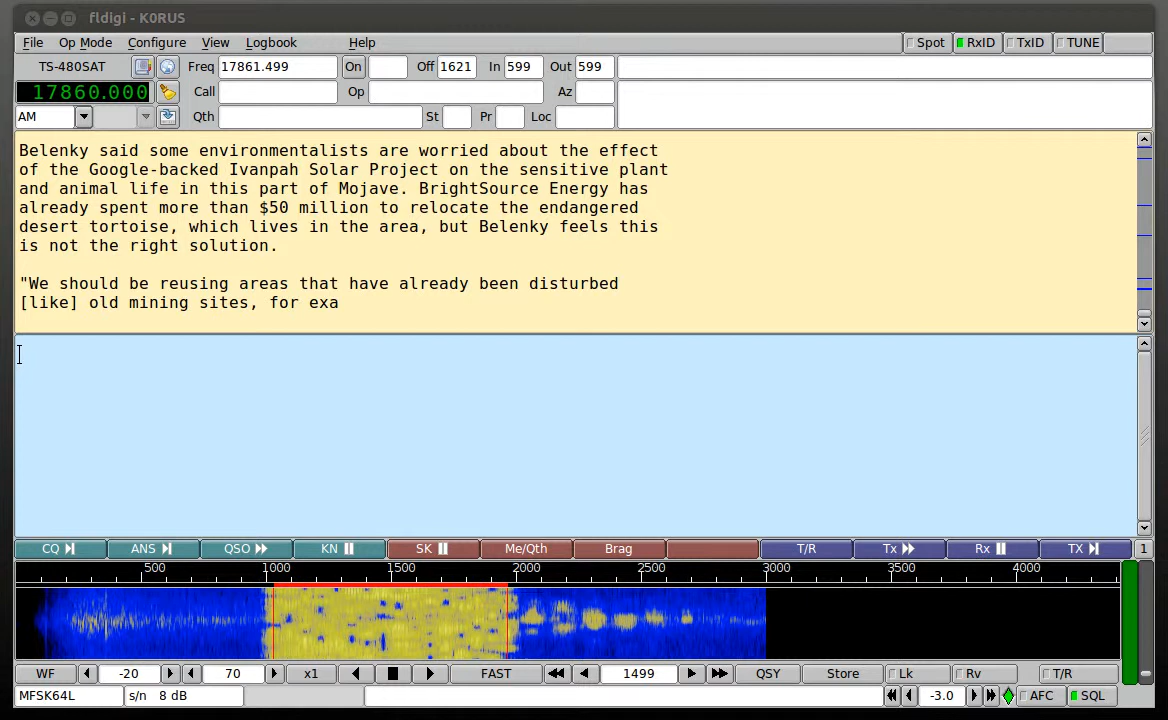 fldigi - K0RUS
File Op Mode Configure View Logbook Help Spot RxID TxID TUNE
TS-480SAT Freq 17861.499 On Off 1621 In 599 Out 599
17860.000 Call Op Az
AM Qth St Pr Loc
Belenky said some environmentalists are worried about the effect
of the Google-backed Ivanpah Solar Project on the sensitive plant
and animal life in this part of Mojave. BrightSource Energy has
already spent more than $50 million to relocate the endangered
desert tortoise, which lives in the area, but Belenky feels this
is not the right solution.
"We should be reusing areas that have already been disturbed
[like] old mining sites, for exa
CQ ANS QSO KN SK Me/Qth Brag T/R Tx Rx TX 1
500 1000 1500 2000 2500 3000 3500 4000
WF -20 70 x1 FAST 1499 QSY Store Lk Rv T/R
MFSK64L s/n 8 dB -3.0 AFC SQL